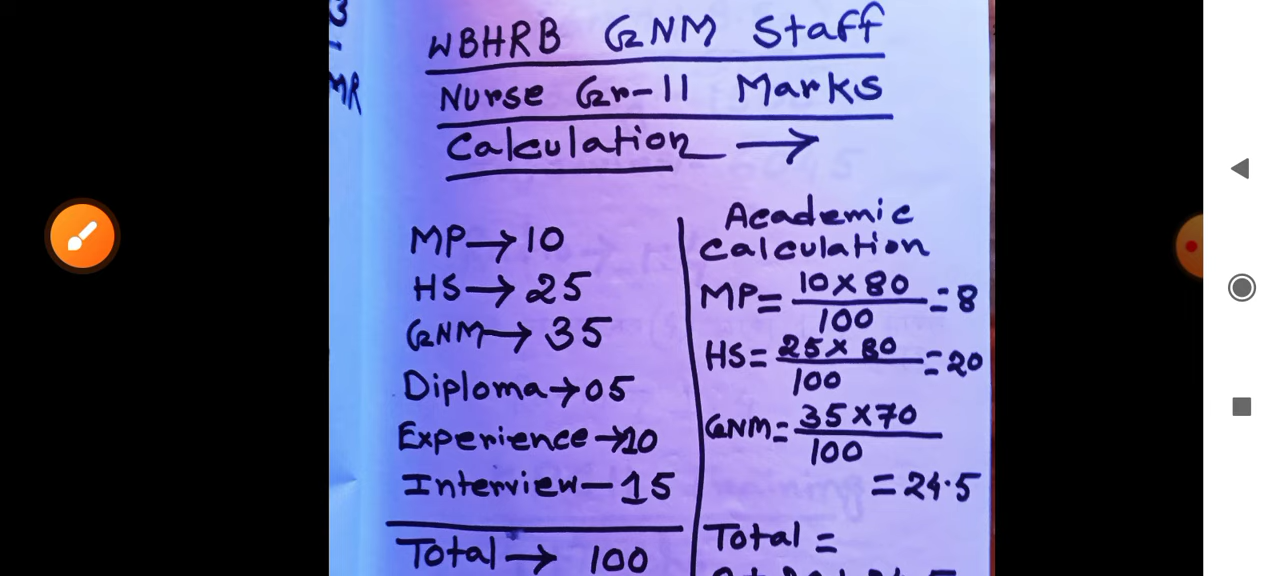 WBHRB GNM Staff
Nurse Gr-II Marks
Calculation →
MP→10
HS→25
GNM→35
Diploma→05
Experience→10
Interview—15
Total→ 100
Academic
Calculation
MP= 10×80 =8
100
HS= 25×80 =20
100
GNM= 35×70
100
= 24.5
Total =
MR